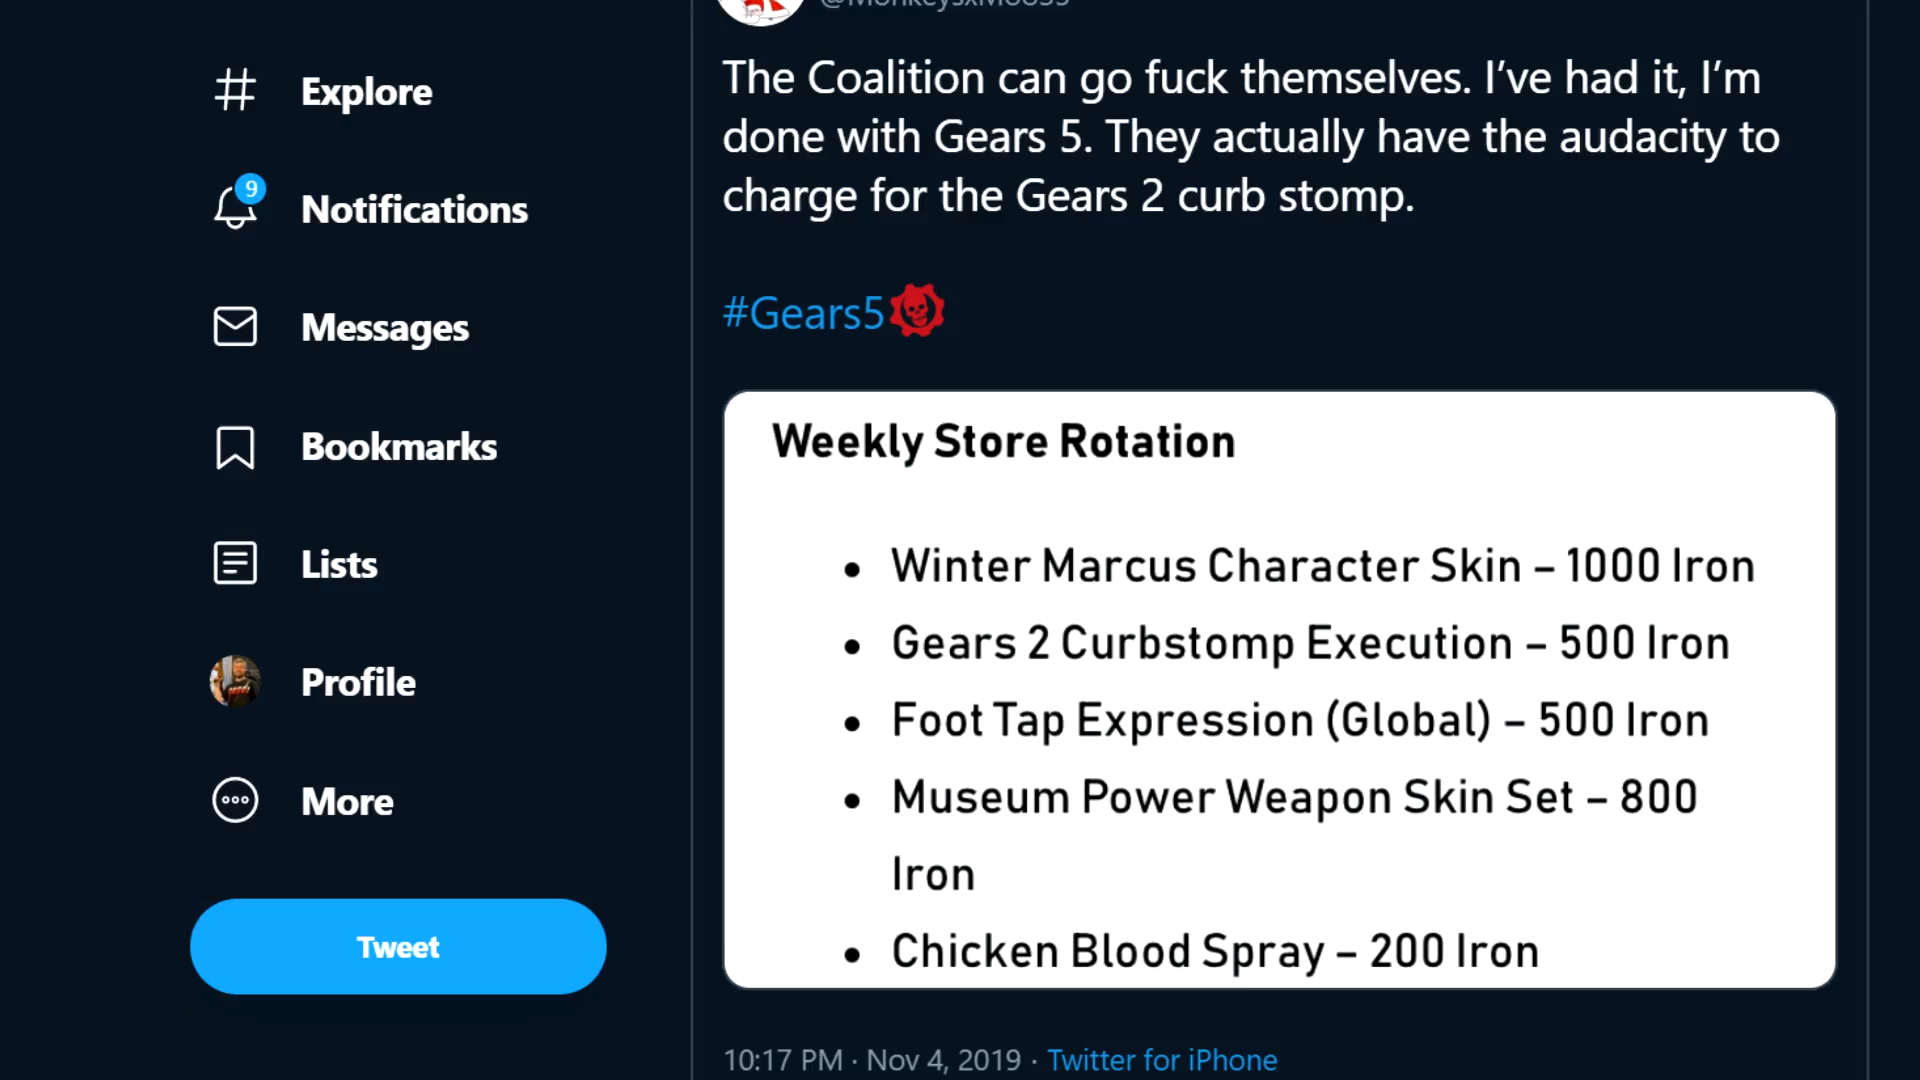 @MonkeysxMoo55
Explore
9
Notifications
Messages
Bookmarks
Lists
Profile
More
Tweet
The Coalition can go fuck themselves. I’ve had it, I’m
done with Gears 5. They actually have the audacity to
charge for the Gears 2 curb stomp.
#Gears5
Weekly Store Rotation
• Winter Marcus Character Skin – 1000 Iron
• Gears 2 Curbstomp Execution – 500 Iron
• Foot Tap Expression (Global) – 500 Iron
• Museum Power Weapon Skin Set – 800
Iron
• Chicken Blood Spray – 200 Iron
10:17 PM · Nov 4, 2019 · Twitter for iPhone